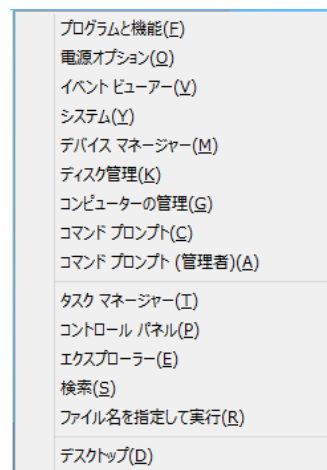 プログラムと機能(F)
電源オプション(O)
イベント ビューアー(V)
システム(Y)
デバイス マネージャー(M)
ディスク管理(K)
コンピューターの管理(G)
コマンド プロンプト(C)
コマンド プロンプト (管理者)(A)
タスク マネージャー(T)
コントロール パネル(P)
エクスプローラー(E)
検索(S)
ファイル名を指定して実行(R)
デスクトップ(D)